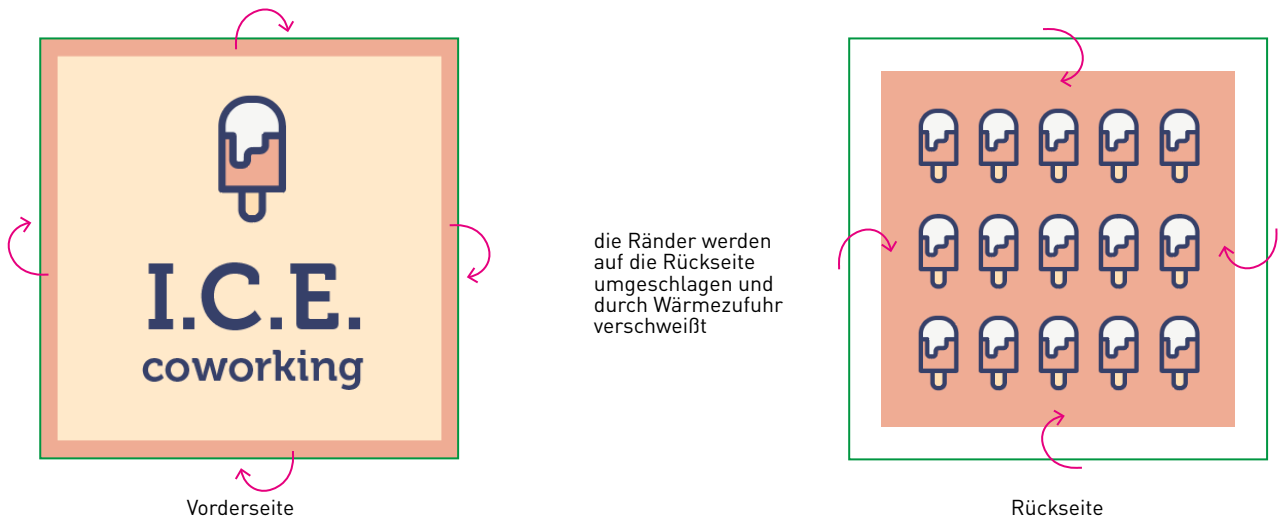 I.C.E.
coworking
Vorderseite
die Ränder werden
auf die Rückseite
umgeschlagen und
durch Wärmezufuhr
verschweißt
Rückseite